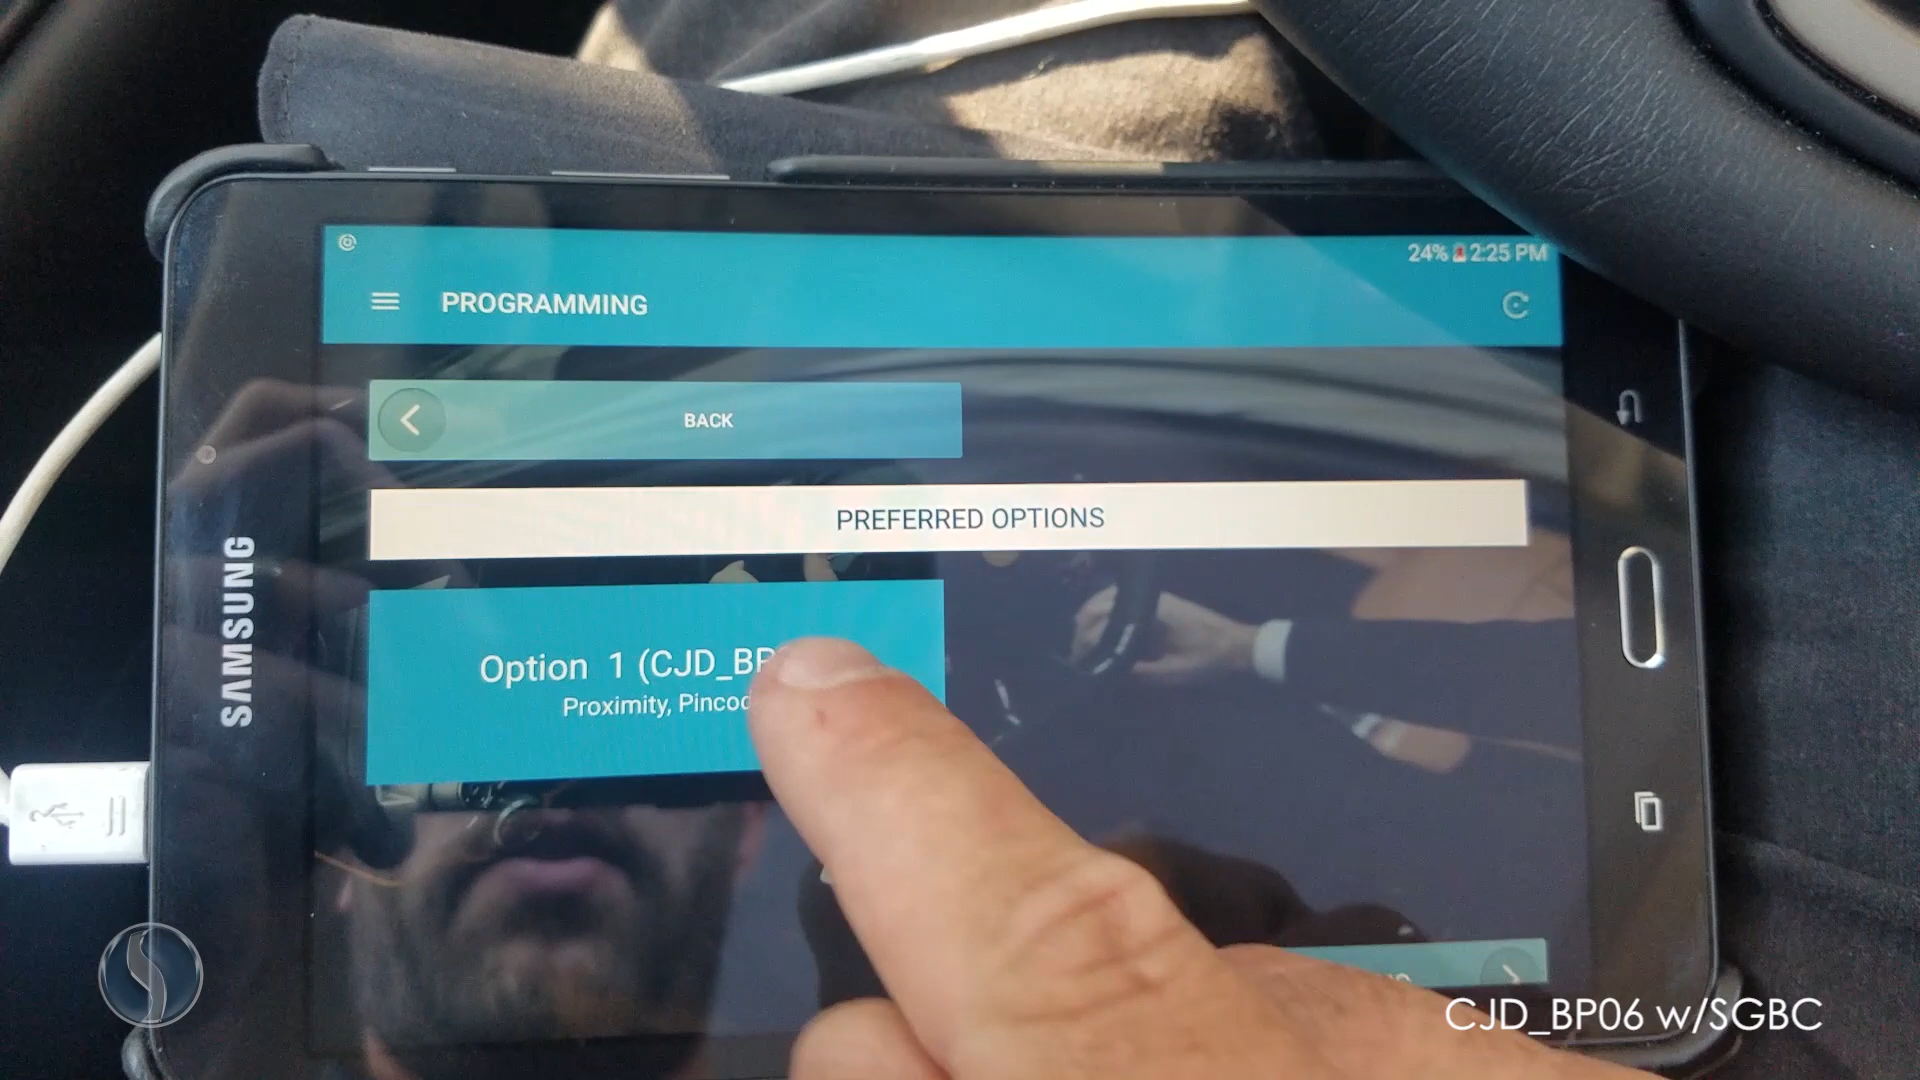 24% 2:25 PM
PROGRAMMING
BACK
PREFERRED OPTIONS
Option 1 (CJD_BP
Proximity, Pincod
SAMSUNG
CJD_BP06 w/SGBC